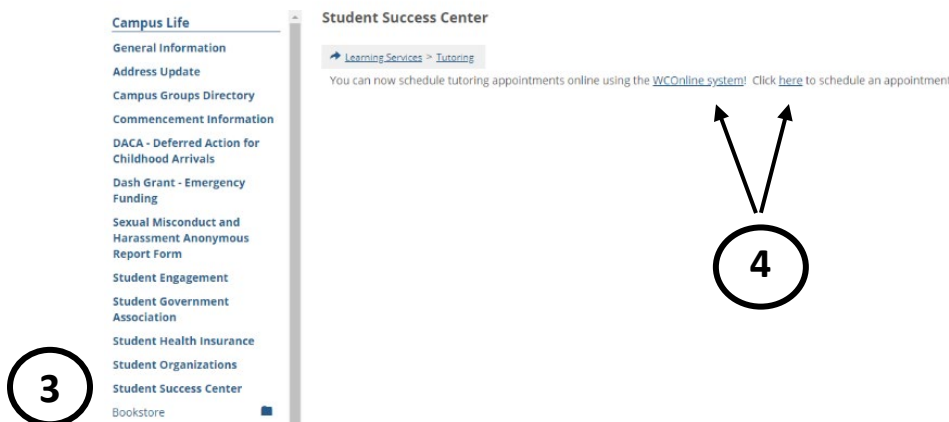 Campus Life
General Information
Address Update
Campus Groups Directory
Commencement Information
DACA - Deferred Action for
Childhood Arrivals
Dash Grant - Emergency
Funding
Sexual Misconduct and
Harassment Anonymous
Report Form
Student Engagement
Student Government
Association
Student Health Insurance
Student Organizations
Student Success Center
Bookstore
3
Student Success Center
Learning Services > Tutoring
You can now schedule tutoring appointments online using the WCOnline system! Click here to schedule an appointment
4